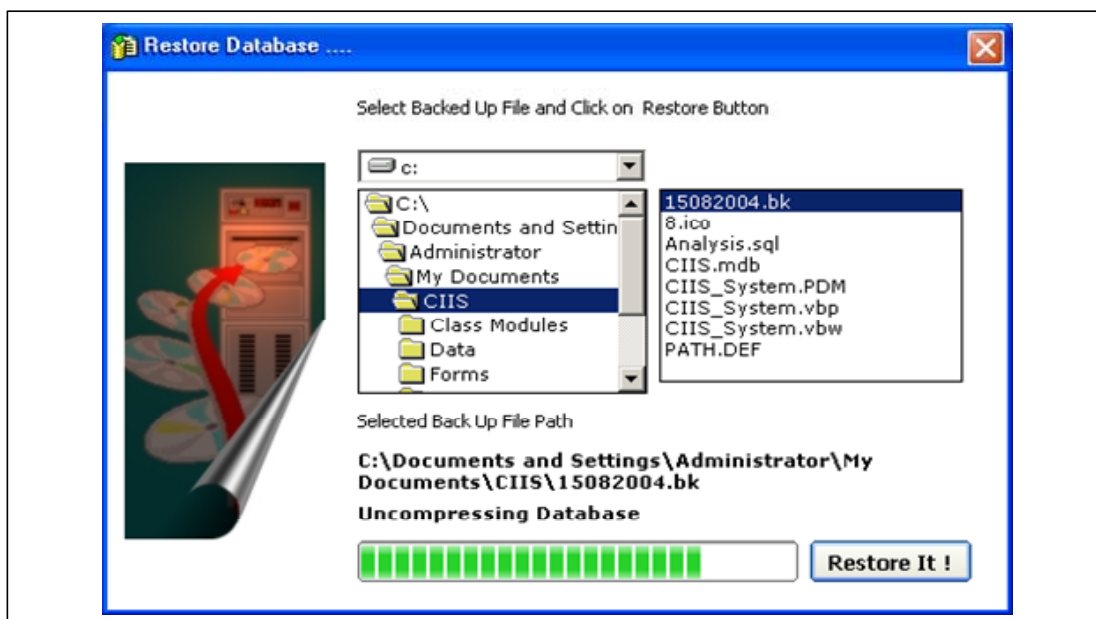 Restore Database ....
Select Backed Up File and Click on Restore Button
c:
C:\
Documents and Settin
Administrator
My Documents
CIIS
Class Modules
Data
Forms
15082004.bk
8.ico
Analysis.sql
CIIS.mdb
CIIS_System.PDM
CIIS_System.vbp
CIIS_System.vbw
PATH.DEF
Selected Back Up File Path
C:\Documents and Settings\Administrator\My
Documents\CIIS\15082004.bk
Uncompressing Database
Restore It !